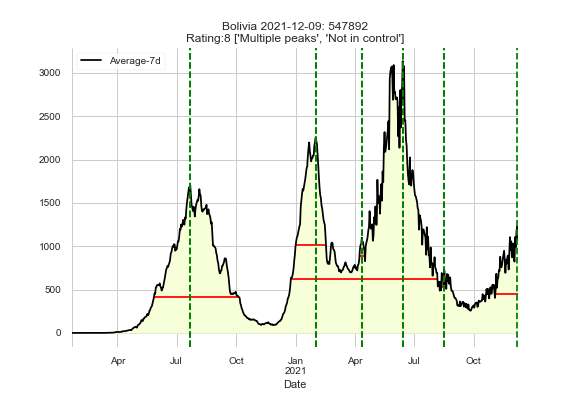 Bolivia 2021-12-09: 547892
Rating:8 ['Multiple peaks', 'Not in control']
Average-7d
3000
2500
2000
1500
1000
500
0
Apr Jul Oct Jan Apr Jul Oct
2021
Date